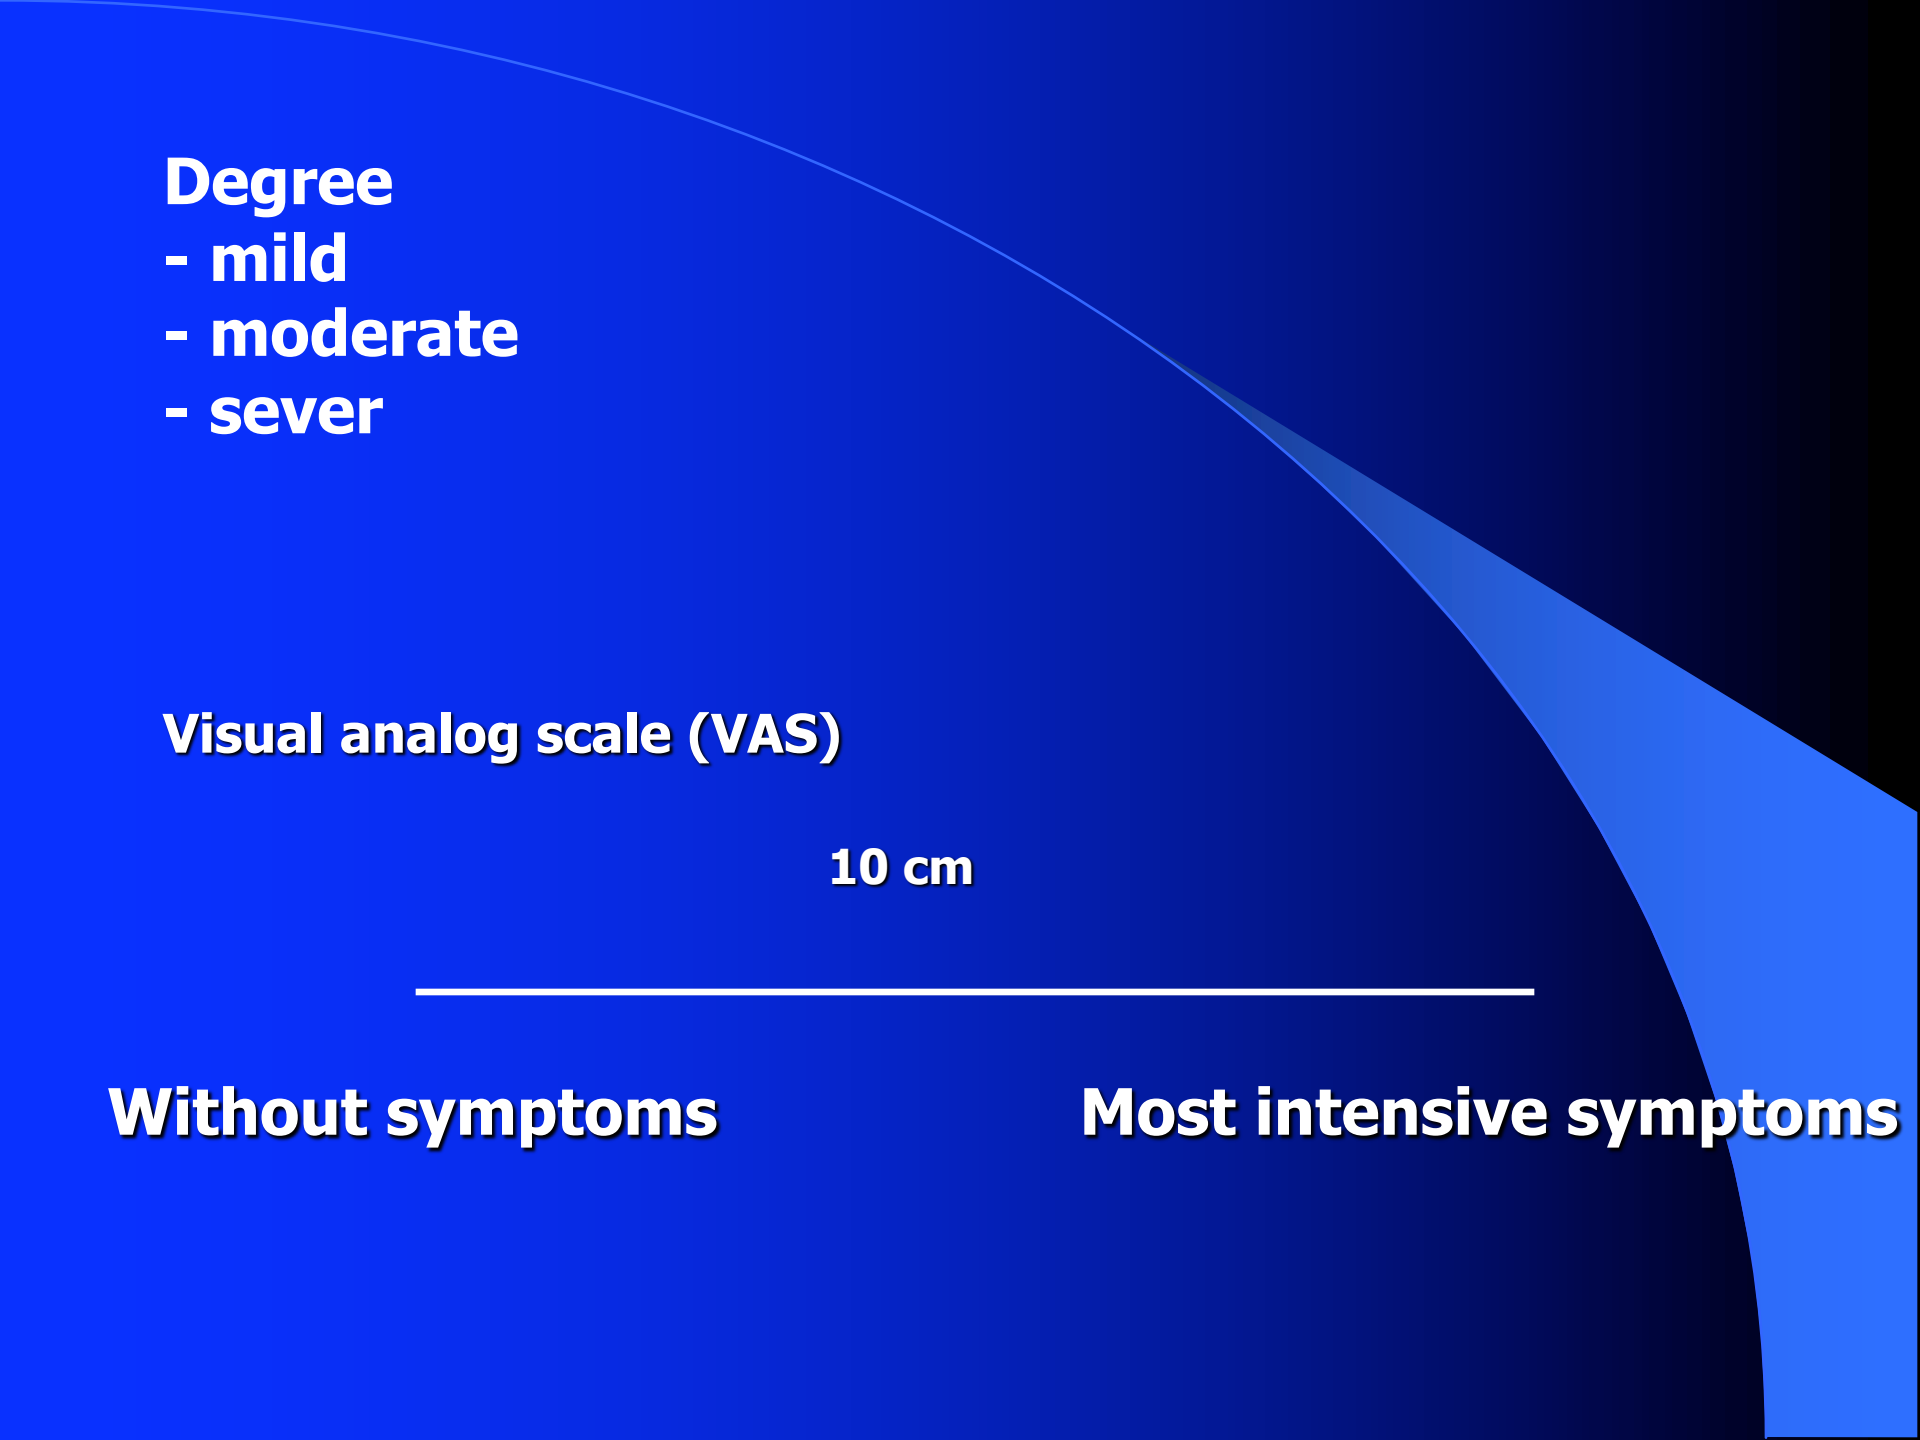 Degree
- mild
- moderate
- sever
Visual analog scale (VAS)
10 cm
Without symptoms
Most intensive symptoms